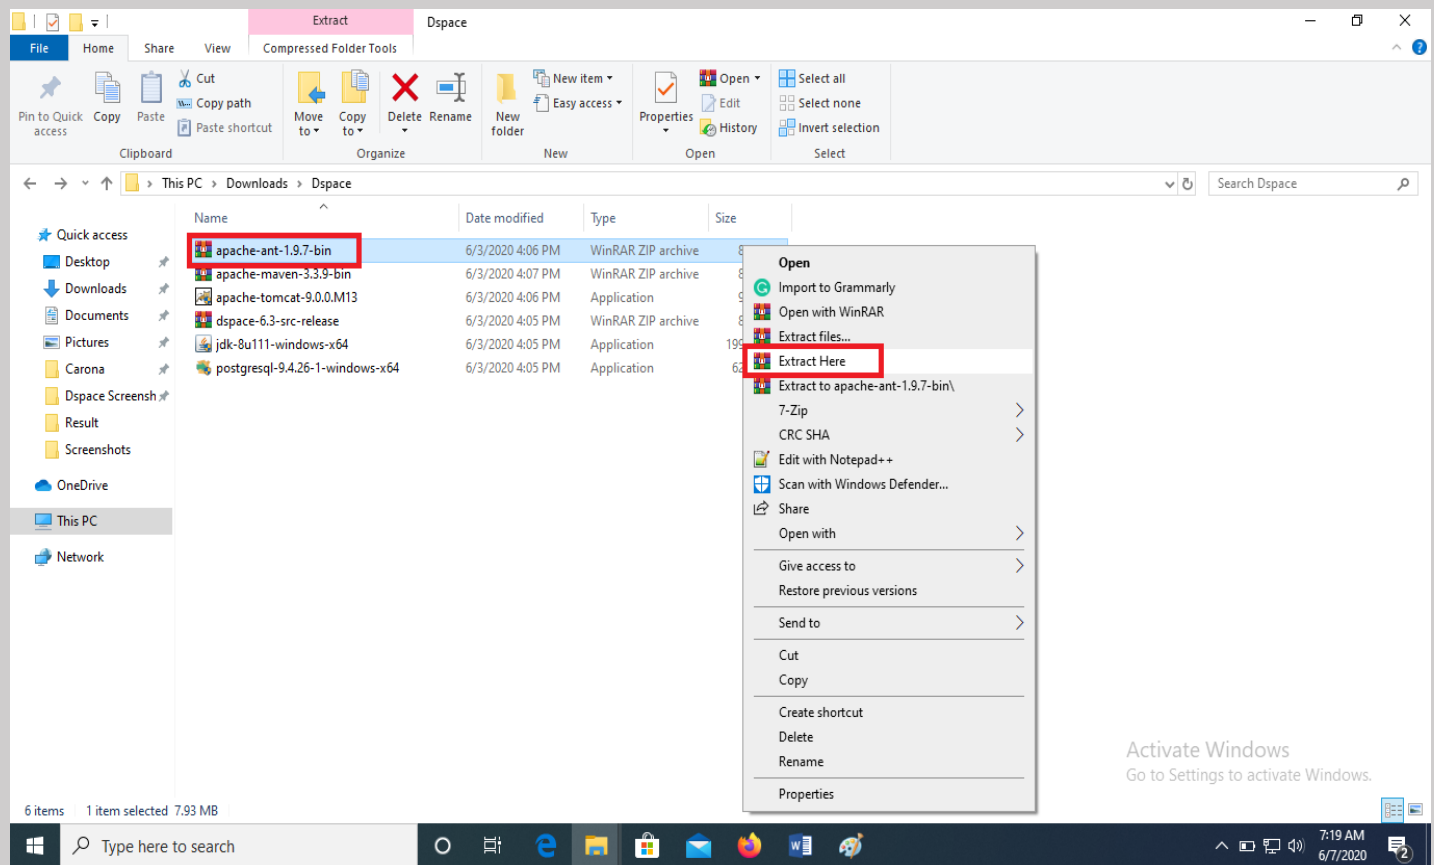 Extract
Dspace
File
Home
Share
View
Compressed Folder Tools
Pin to Quick access
Copy
Paste
Cut
Copy path
Paste shortcut
Move to
Copy to
Delete
Rename
New folder
New item
Easy access
Properties
Open
Edit
History
Select all
Select none
Invert selection
Clipboard
Organize
New
Open
Select
This PC > Downloads > Dspace
Search Dspace
Name Date modified Type Size
apache-ant-1.9.7-bin 6/3/2020 4:06 PM WinRAR ZIP archive 8
apache-maven-3.3.9-bin 6/3/2020 4:07 PM WinRAR ZIP archive 8
apache-tomcat-9.0.0.M13 6/3/2020 4:06 PM Application 9
dspace-6.3-src-release 6/3/2020 4:05 PM WinRAR ZIP archive 8
jdk-8u111-windows-x64 6/3/2020 4:05 PM Application 199
postgresql-9.4.26-1-windows-x64 6/3/2020 4:05 PM Application 62
Quick access
Desktop
Downloads
Documents
Pictures
Carona
Dspace Screensh
Result
Screenshots
OneDrive
This PC
Network
Open
Import to Grammarly
Open with WinRAR
Extract files...
Extract Here
Extract to apache-ant-1.9.7-bin\
7-Zip
CRC SHA
Edit with Notepad++
Scan with Windows Defender...
Share
Open with
Give access to
Restore previous versions
Send to
Cut
Copy
Create shortcut
Delete
Rename
Properties
Activate Windows
Go to Settings to activate Windows.
6 items 1 item selected 7.93 MB
Type here to search
7:19 AM
6/7/2020
2